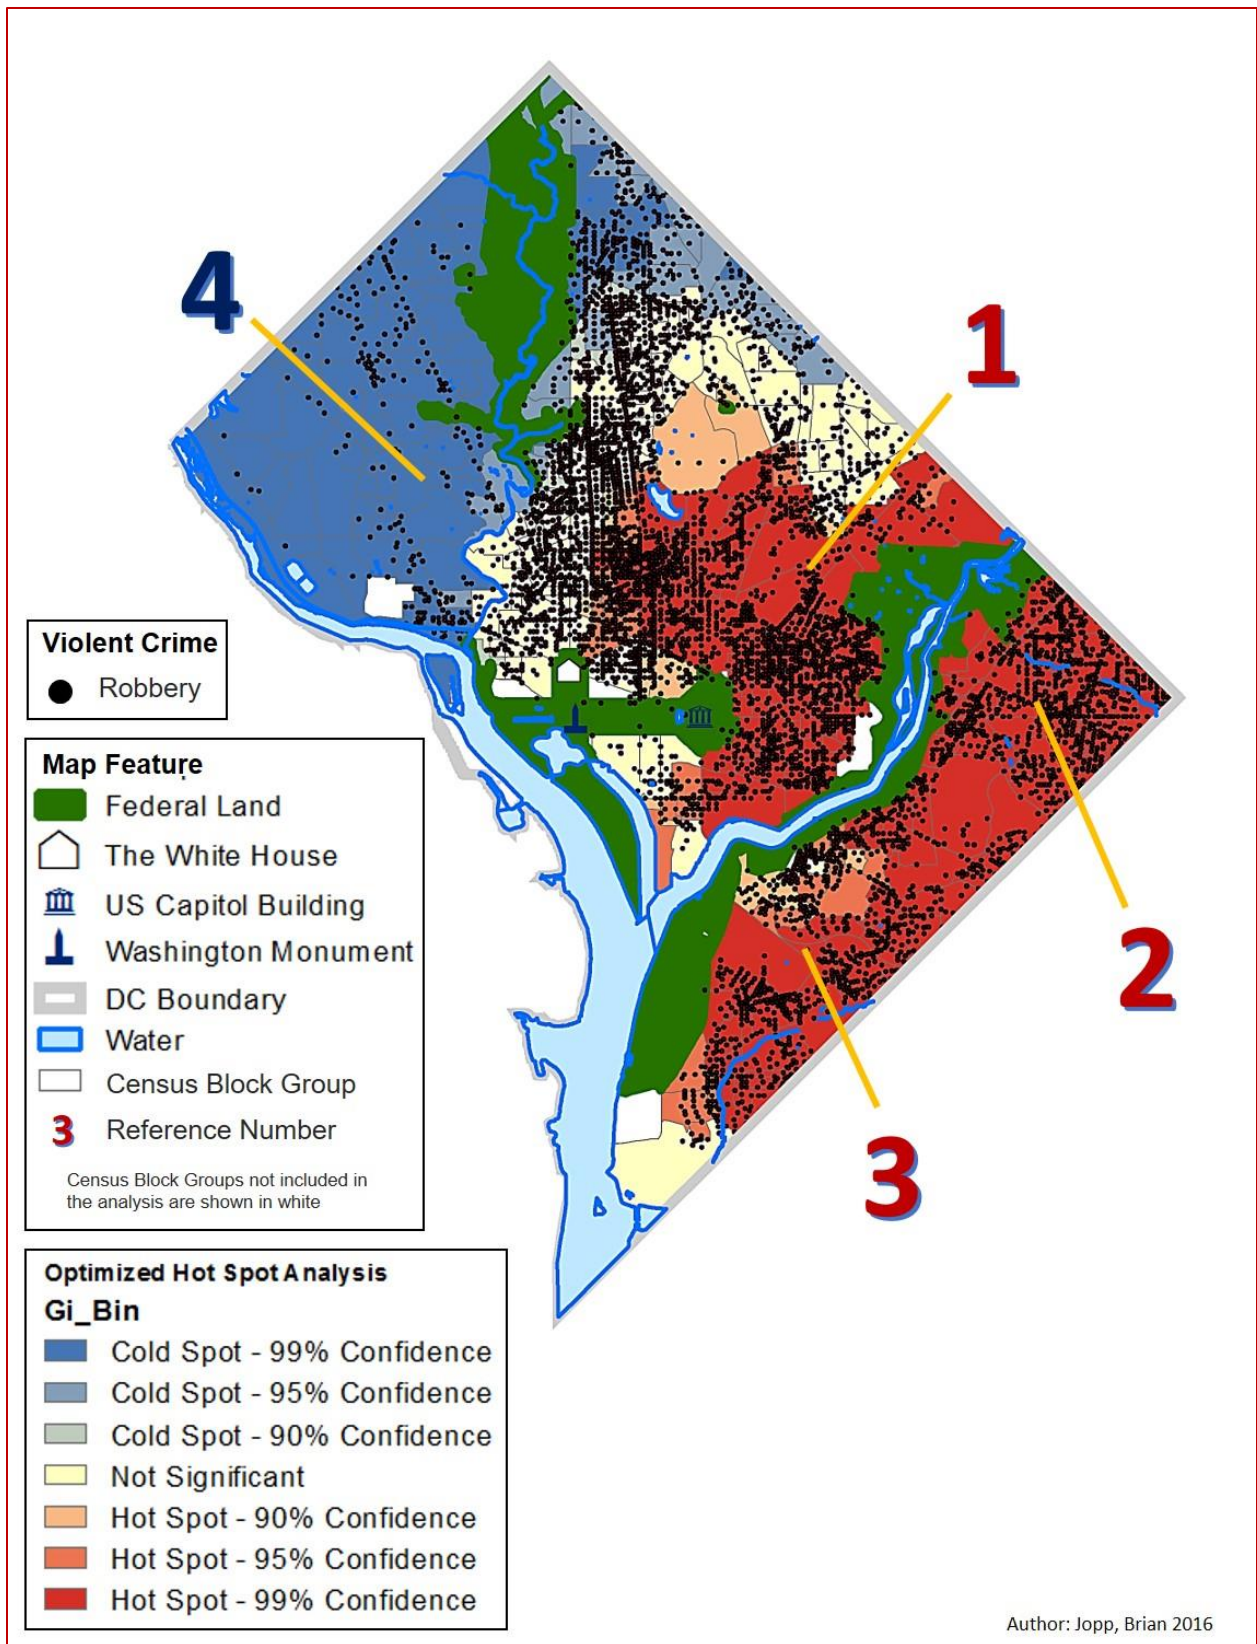 4
1
2
3
Violent Crime
Robbery
Map Feature
Federal Land
The White House
US Capitol Building
Washington Monument
DC Boundary
Water
Census Block Group
3 Reference Number
Census Block Groups not included in
the analysis are shown in white
Optimized Hot Spot Analysis
Gi_Bin
Cold Spot - 99% Confidence
Cold Spot - 95% Confidence
Cold Spot - 90% Confidence
Not Significant
Hot Spot - 90% Confidence
Hot Spot - 95% Confidence
Hot Spot - 99% Confidence
Author: Jopp, Brian 2016